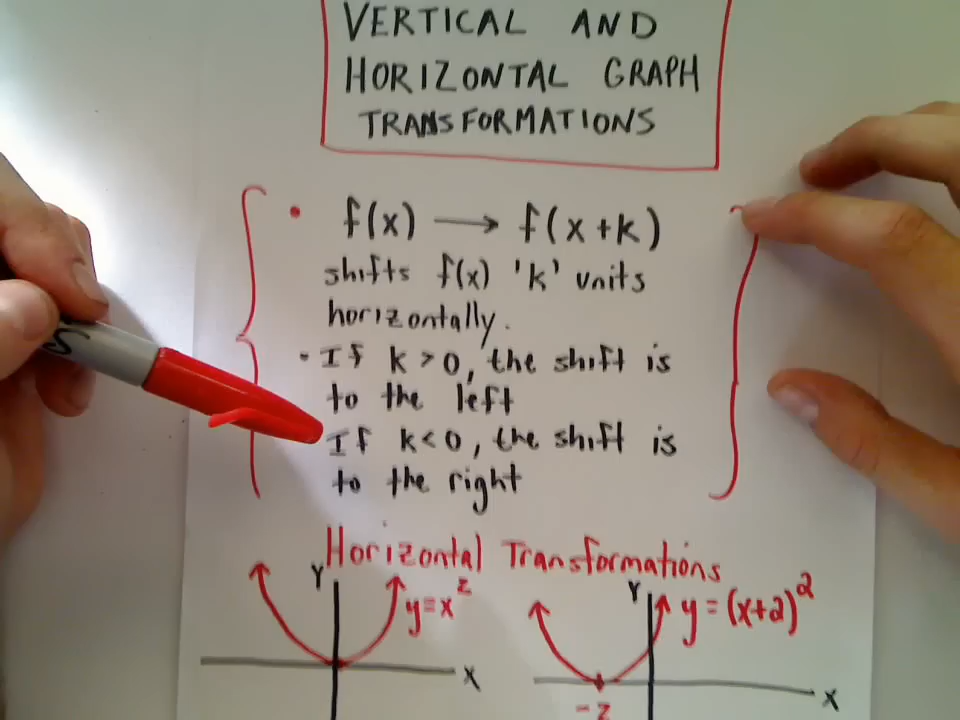 VERTICAL AND
HORIZONTAL GRAPH
TRANSFORMATIONS
• f(x) → f(x+k)
shifts f(x) 'k' units
horizontally.
• If k > 0, the shift is
to the left
If k < 0, the shift is
to the right
Horizontal Transformations
Y
y = x²
X
Y
y = (x+2)²
X
-2